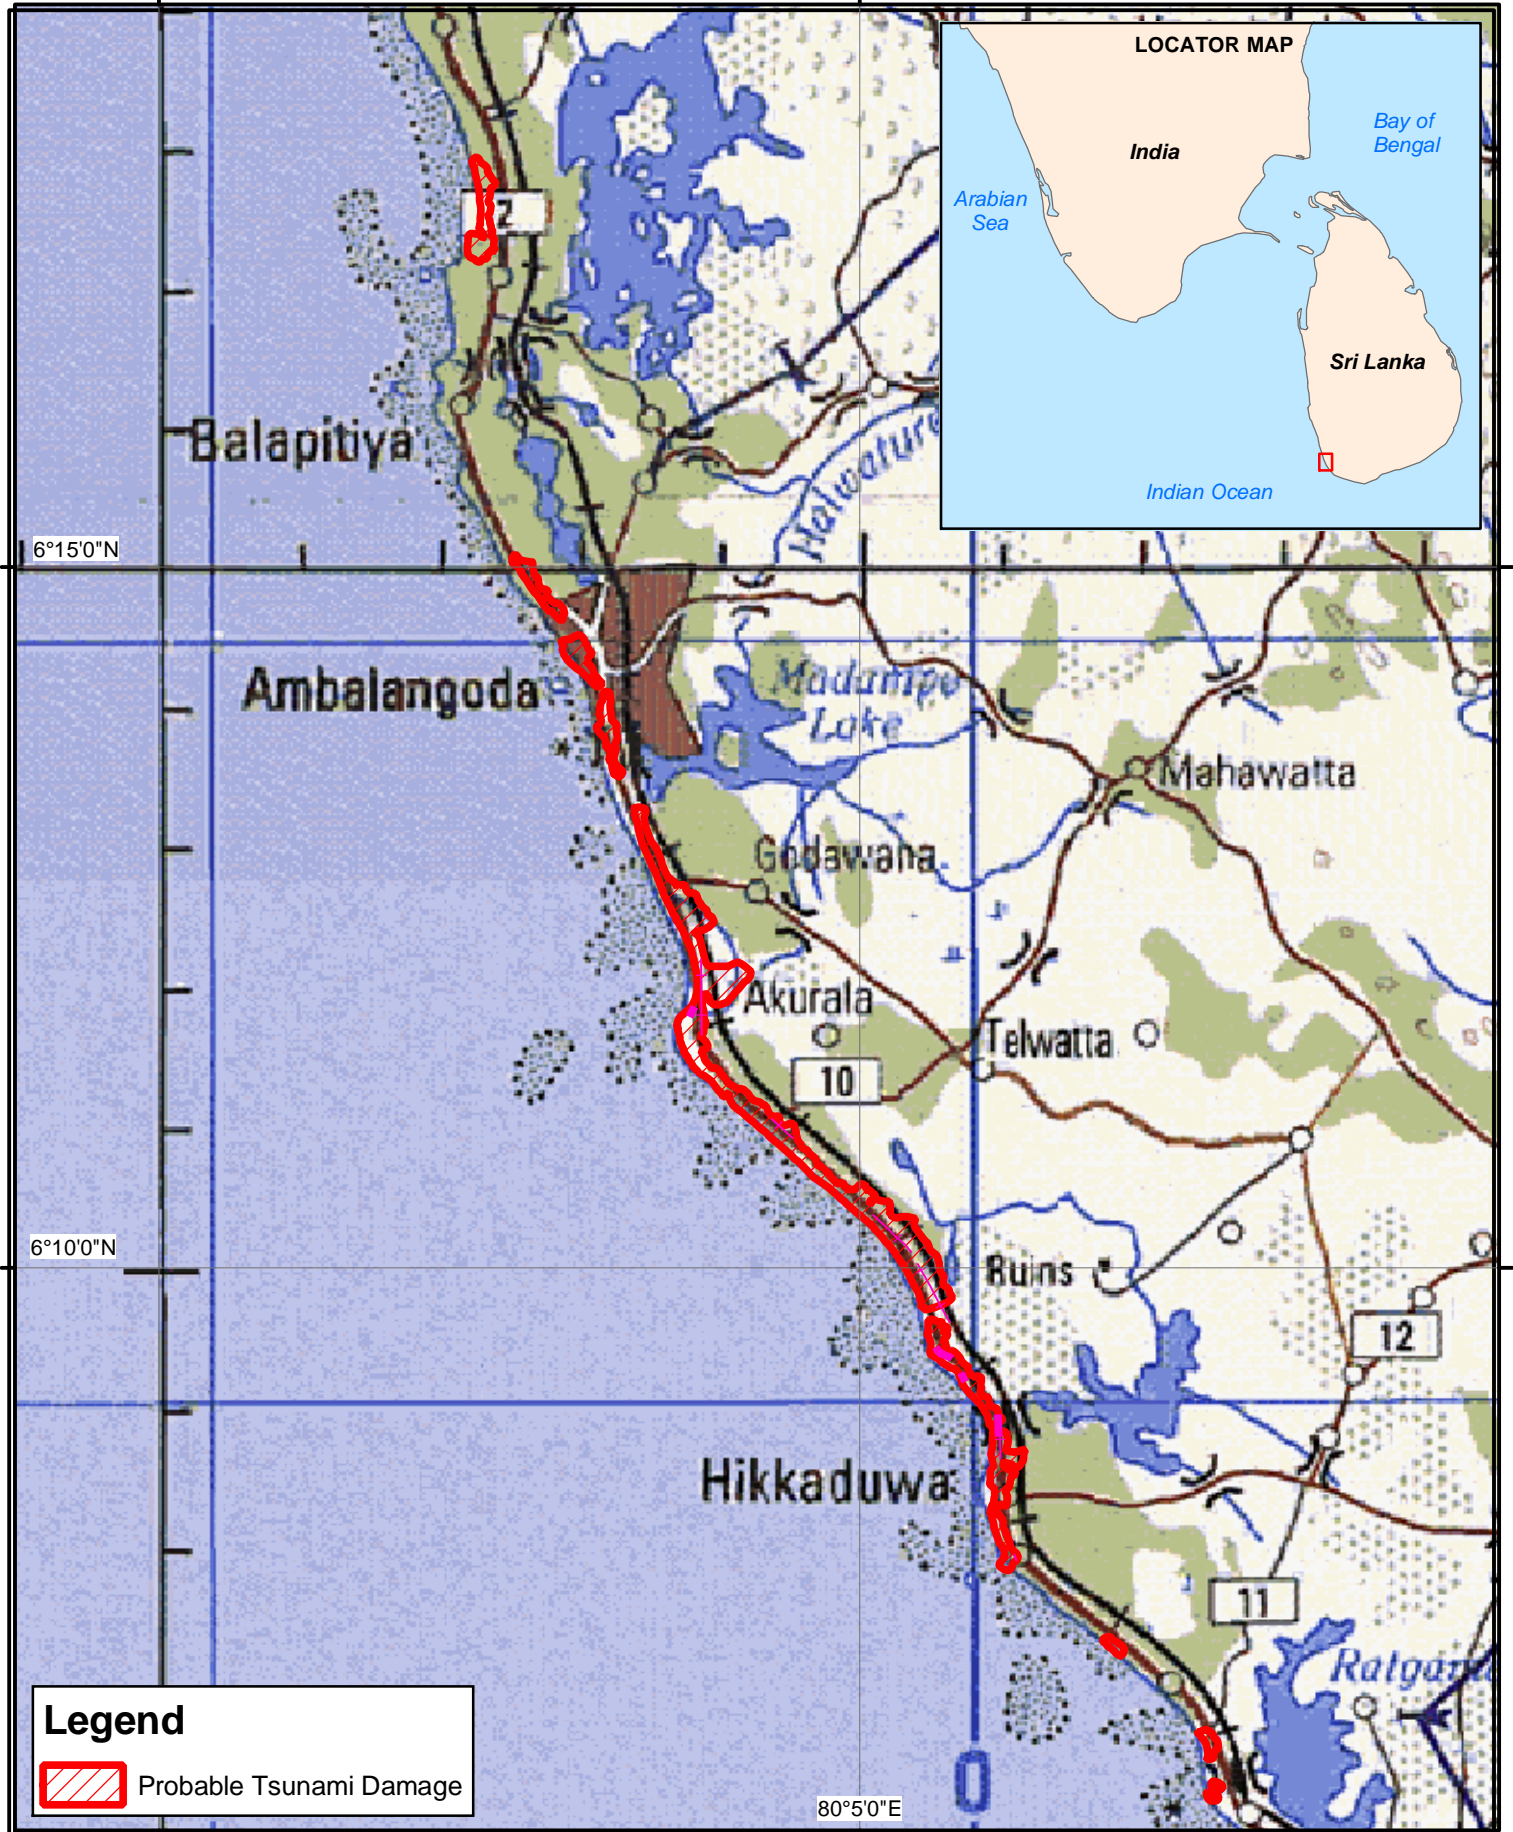 LOCATOR MAP
Bay of
Bengal
India
Arabian
Sea
Sri Lanka
Indian Ocean
2
Balapitiya
6°15'0"N
Ambalangoda
Madampe
Lake
Mahawatta
Godawana
Akurala
Telwatta
10
6°10'0"N
Ruins
12
Hikkaduwa
11
Legend
Probable Tsunami Damage
80°5'0"E
0